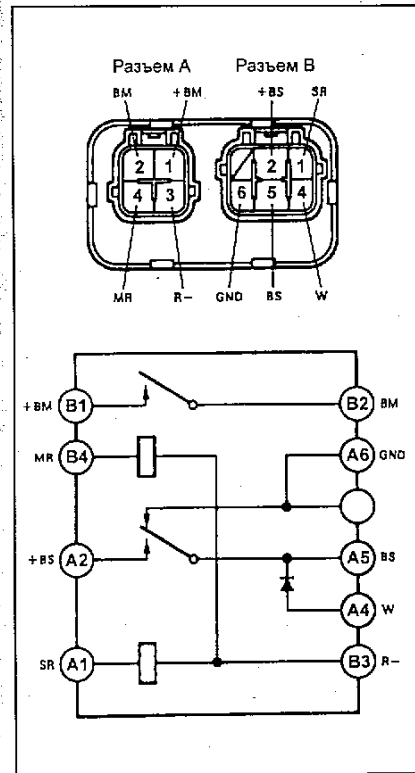 Разъем А Разъем В
BM +BM +BS SR
2 1 2 1
4 3 6 5 4
MR R– GND BS W
+BM B1 B2 BM
MR B4 A6 GND
+BS A2 A5 BS
A4 W
SR A1 B3 R–